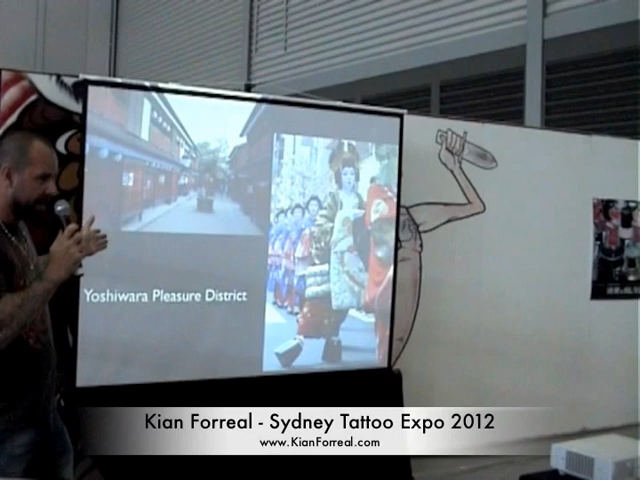 Yoshiwara Pleasure District
Kian Forreal - Sydney Tattoo Expo 2012
www.KianForreal.com